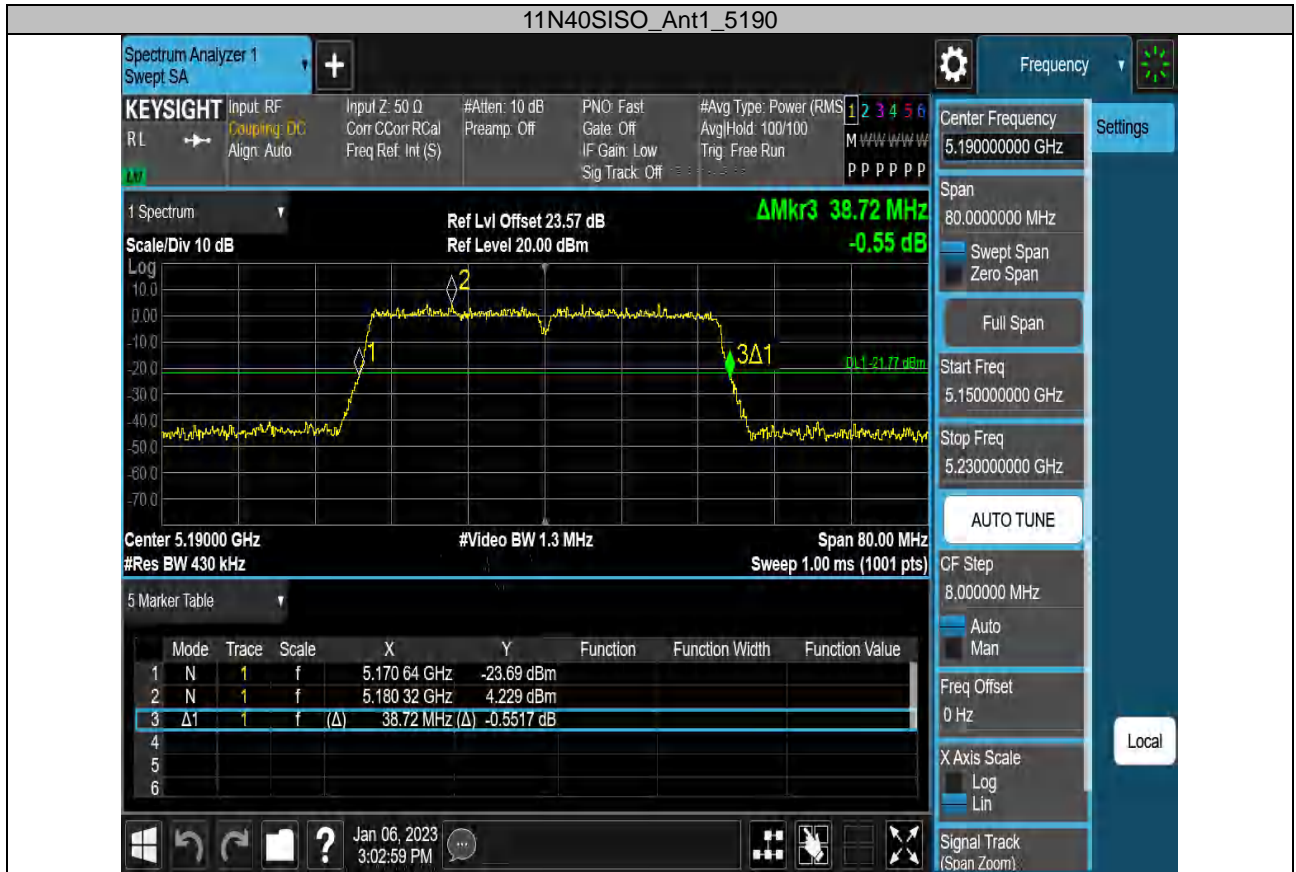 11N40SISO_Ant1_5190
Spectrum Analyzer 1
Swept SA
Frequency
KEYSIGHT
RL
Input: RF
Coupling: DC
Align: Auto
Input Z: 50 Ω
Corr CCorr RCal
Freq Ref: Int (S)
#Atten: 10 dB
Preamp: Off
PNO: Fast
Gate: Off
IF Gain: Low
Sig Track: Off
#Avg Type: Power (RMS
Avg|Hold: 100/100
Trig: Free Run
1 2 3 4 5 6
M W W W W W
P P P P P P
1 Spectrum
Scale/Div 10 dB
Ref Lvl Offset 23.57 dB
Ref Level 20.00 dBm
ΔMkr3 38.72 MHz
-0.55 dB
Log
10.0
0.00
-10.0
-20.0
-30.0
-40.0
-50.0
-60.0
-70.0
2
1
3Δ1
DL1 -21.77 dBm
Center 5.19000 GHz
#Video BW 1.3 MHz
Span 80.00 MHz
#Res BW 430 kHz
Sweep 1.00 ms (1001 pts)
5 Marker Table
Mode Trace Scale X Y Function Function Width Function Value
1 N 1 f 5.170 64 GHz -23.69 dBm
2 N 1 f 5.180 32 GHz 4.229 dBm
3 Δ1 1 f (Δ) 38.72 MHz (Δ) -0.5517 dB
4
5
6
Jan 06, 2023
3:02:59 PM
Center Frequency
5.190000000 GHz
Settings
Span
80.0000000 MHz
Swept Span
Zero Span
Full Span
Start Freq
5.150000000 GHz
Stop Freq
5.230000000 GHz
AUTO TUNE
CF Step
8.000000 MHz
Auto
Man
Freq Offset
0 Hz
X Axis Scale
Log
Lin
Local
Signal Track
(Span Zoom)